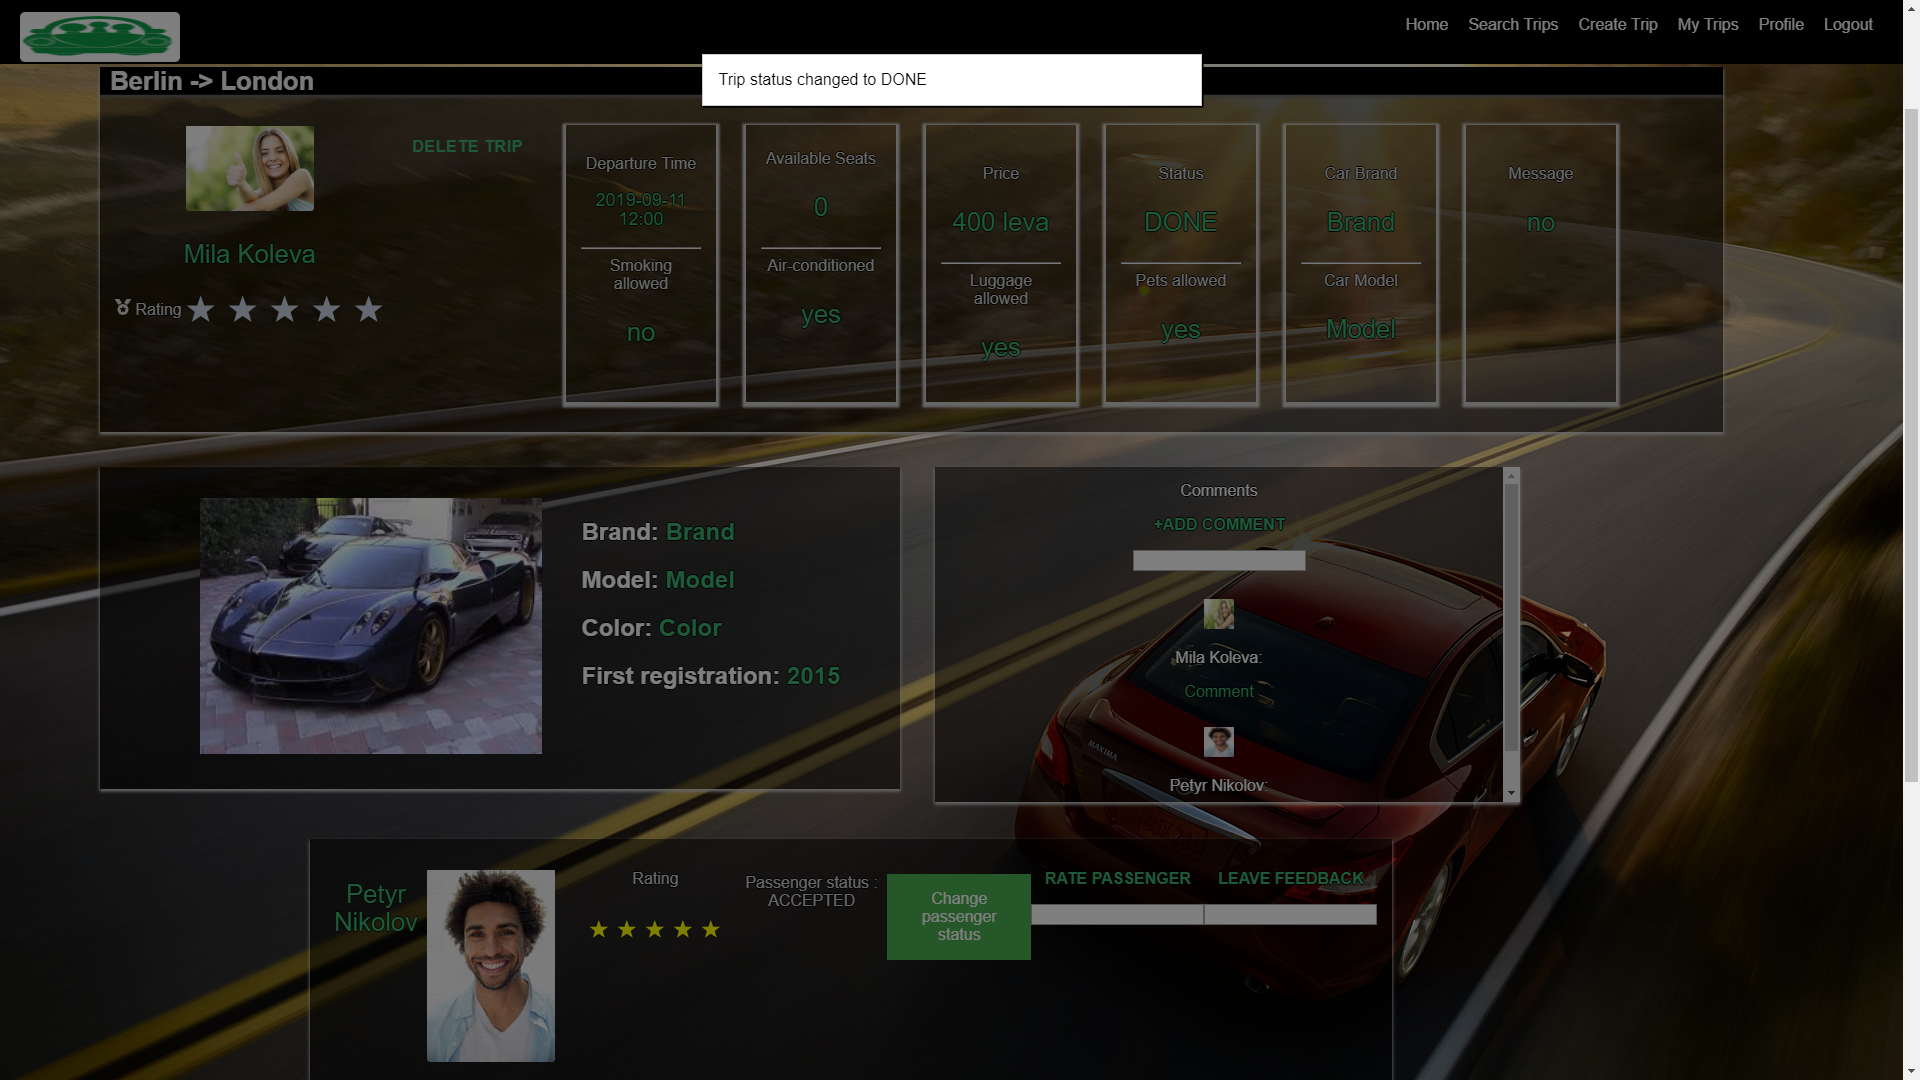 Home Search Trips Create Trip My Trips Profile Logout
Trip status changed to DONE
Berlin -> London
DELETE TRIP
Mila Koleva
Rating
Departure Time
2019-09-11
12:00
Smoking
allowed
no
Available Seats
0
Air-conditioned
yes
Price
400 leva
Luggage
allowed
yes
Status
DONE
Pets allowed
yes
Car Brand
Brand
Car Model
Model
Message
no
Brand: Brand
Model: Model
Color: Color
First registration: 2015
Comments
+ADD COMMENT
Mila Koleva:
Comment
Petyr Nikolov:
MAXIMA
Petyr
Nikolov
Rating
Passenger status :
ACCEPTED
Change
passenger
status
RATE PASSENGER
LEAVE FEEDBACK